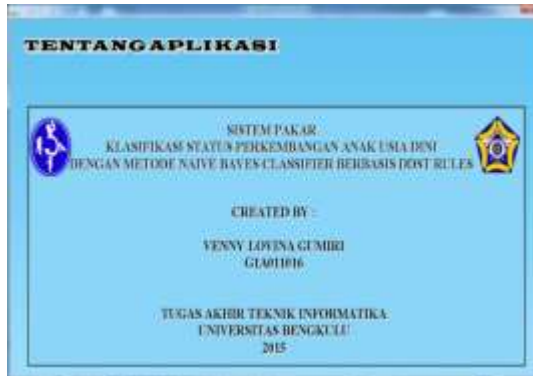 TENTANG APLIKASI
SISTEM PAKAR
KLASIFIKASI STATUS PERKEMBANGAN ANAK USIA DINI
DENGAN METODE NAIVE BAYES CLASSIFIER BERBASIS DDST RULES
CREATED BY :
VENNY LOVINA GUMIRI
G1A011016
TUGAS AKHIR TEKNIK INFORMATIKA
UNIVERSITAS BENGKULU
2015